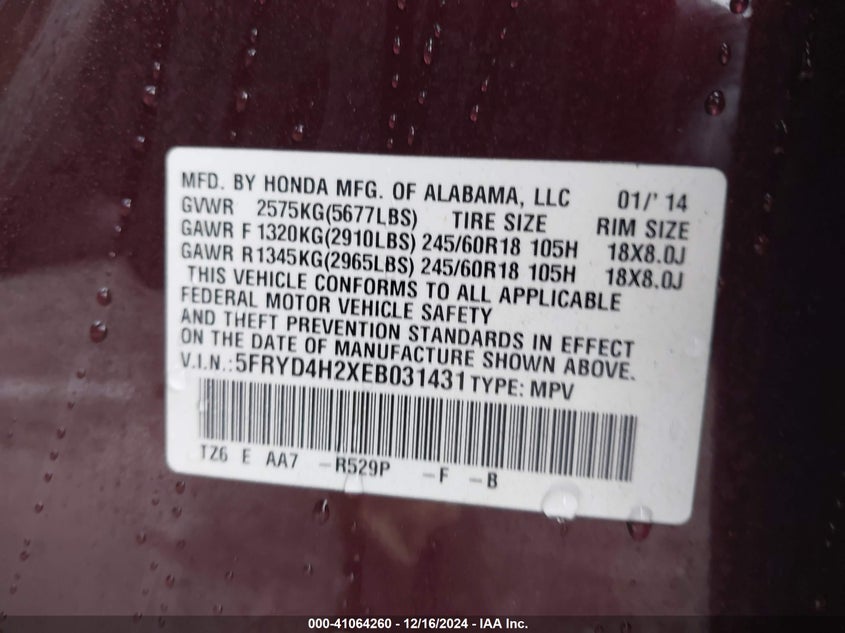 MFD. BY HONDA MFG. OF ALABAMA, LLC 01/'14
GVWR 2575KG(5677LBS) TIRE SIZE RIM SIZE
GAWR F 1320KG(2910LBS) 245/60R18 105H 18X8.0J
GAWR R 1345KG(2965LBS) 245/60R18 105H 18X8.0J
THIS VEHICLE CONFORMS TO ALL APPLICABLE
FEDERAL MOTOR VEHICLE SAFETY
AND THEFT PREVENTION STANDARDS IN EFFECT
ON THE DATE OF MANUFACTURE SHOWN ABOVE.
V.I.N.:5FRYD4H2XEB031431 TYPE: MPV
TZ6 E AA7 -R529P -F -B
000-41064260 - 12/16/2024 - IAA Inc.